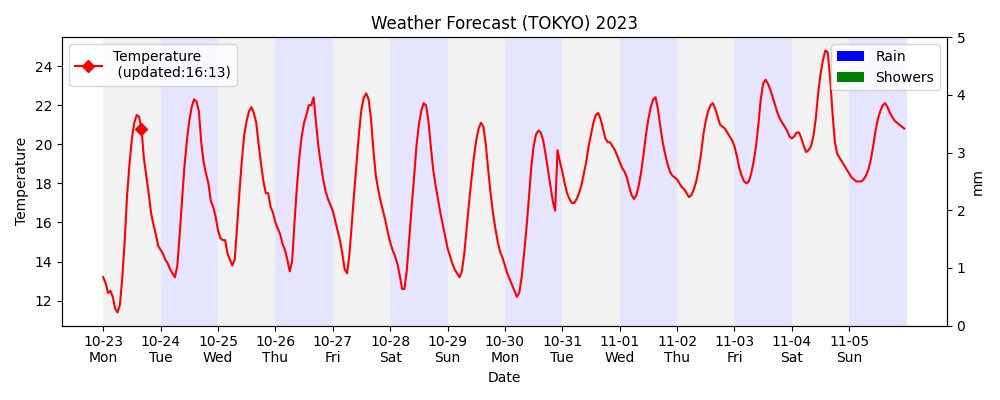 Weather Forecast (TOKYO) 2023
Temperature
(updated:16:13)
Rain
Showers
Temperature
24
22
20
18
16
14
12
5
4
3
2
1
0
mm
10-23 10-24 10-25 10-26 10-27 10-28 10-29 10-30 10-31 11-01 11-02 11-03 11-04 11-05
Mon Tue Wed Thu Fri Sat Sun Mon Tue Wed Thu Fri Sat Sun
Date